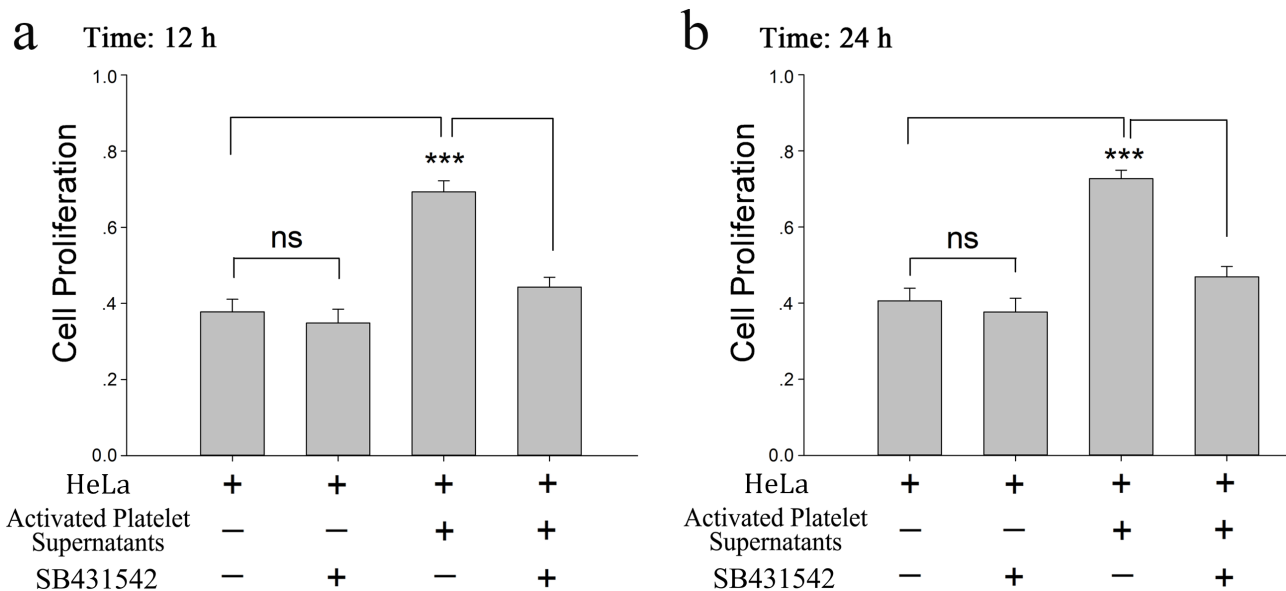 a Time: 12 h
1.0
.8
.6
.4
.2
0.0
Cell Proliferation
***
ns
HeLa + + + +
Activated Platelet
Supernatants − − + +
SB431542 − + − +
b Time: 24 h
1.0
.8
.6
.4
.2
0.0
Cell Proliferation
***
ns
HeLa + + + +
Activated Platelet
Supernatants − − + +
SB431542 − + − +